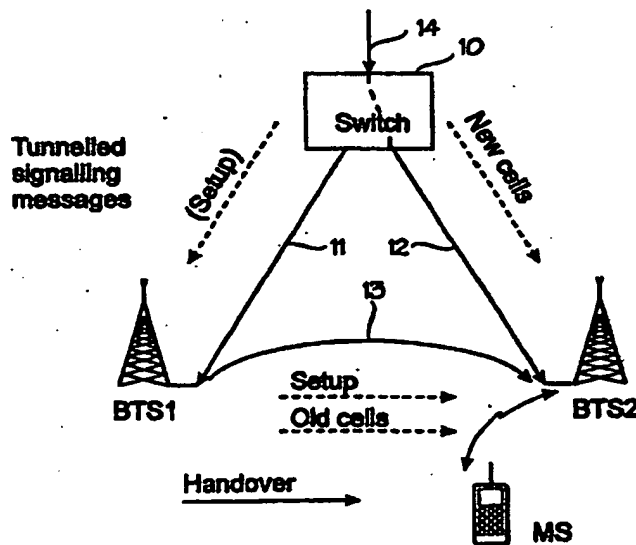 14
10
Switch
Tunnelled
signalling
messages
(Setup)
New cells
11
12
13
BTS1
Setup
Old cells
BTS2
Handover
MS